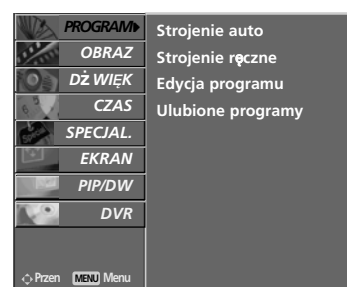 PROGRAM
OBRAZ
DŻWIĘK
CZAS
SPECJAL.
EKRAN
PIP/DW
DVR
Przen MENU Menu
Strojenie auto
Strojenie ręczne
Edycja programu
Ulubione programy